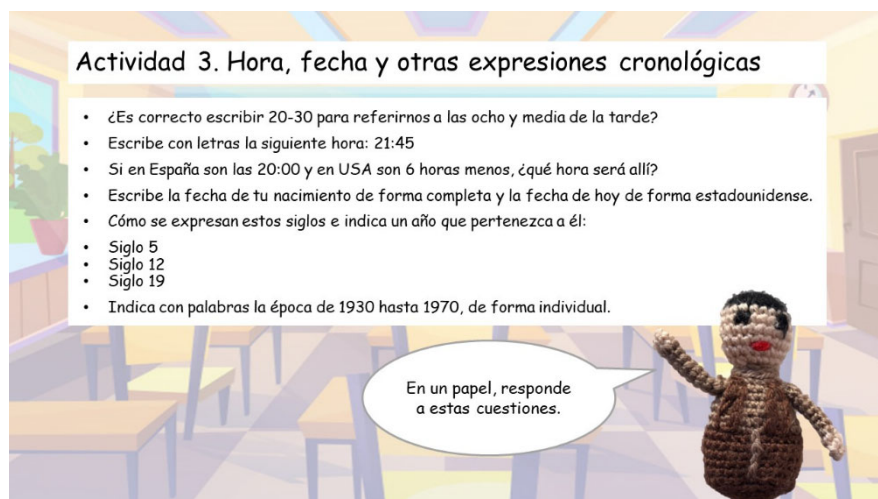 Actividad 3. Hora, fecha y otras expresiones cronológicas
• ¿Es correcto escribir 20-30 para referirnos a las ocho y media de la tarde?
• Escribe con letras la siguiente hora: 21:45
• Si en España son las 20:00 y en USA son 6 horas menos, ¿qué hora será allí?
• Escribe la fecha de tu nacimiento de forma completa y la fecha de hoy de forma estadounidense.
• Cómo se expresan estos siglos e indica un año que pertenezca a él:
• Siglo 5
• Siglo 12
• Siglo 19
• Indica con palabras la época de 1930 hasta 1970, de forma individual.
En un papel, responde
a estas cuestiones.